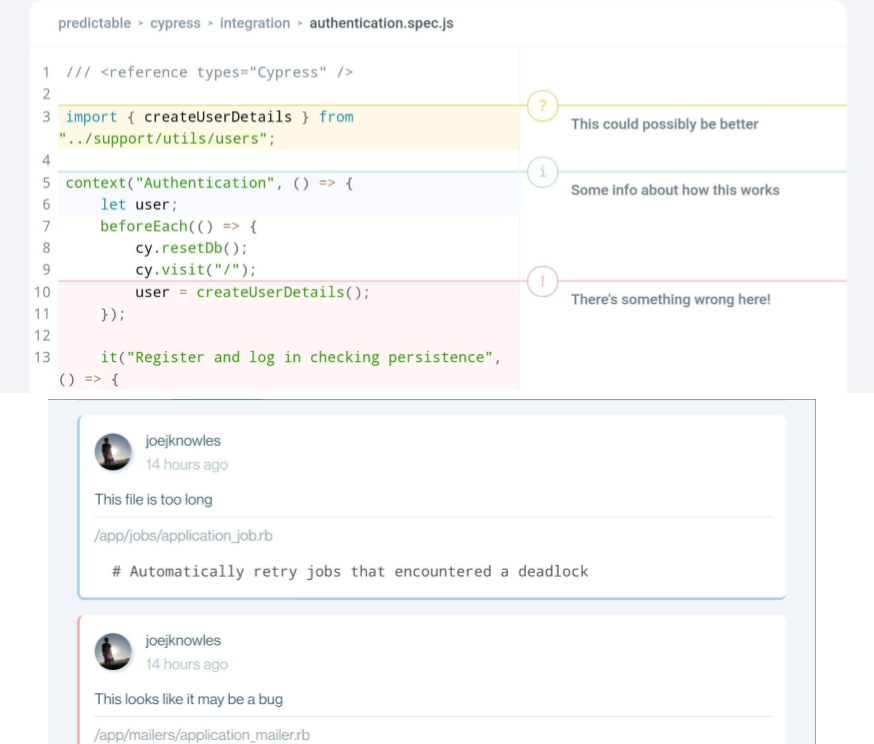 predictable > cypress > integration > authentication.spec.js
1 /// <reference types="Cypress" />
2
3 import { createUserDetails } from
"../support/utils/users";
?
This could possibly be better
4
5 context("Authentication", () => {
i
Some info about how this works
6 let user;
7 beforeEach(() => {
8 cy.resetDb();
9 cy.visit("/");
10 user = createUserDetails();
!
There's something wrong here!
11 });
12
13 it("Register and log in checking persistence",
() => {
joejknowles
14 hours ago
This file is too long
/app/jobs/application_job.rb
# Automatically retry jobs that encountered a deadlock
joejknowles
14 hours ago
This looks like it may be a bug
/app/mailers/application_mailer.rb